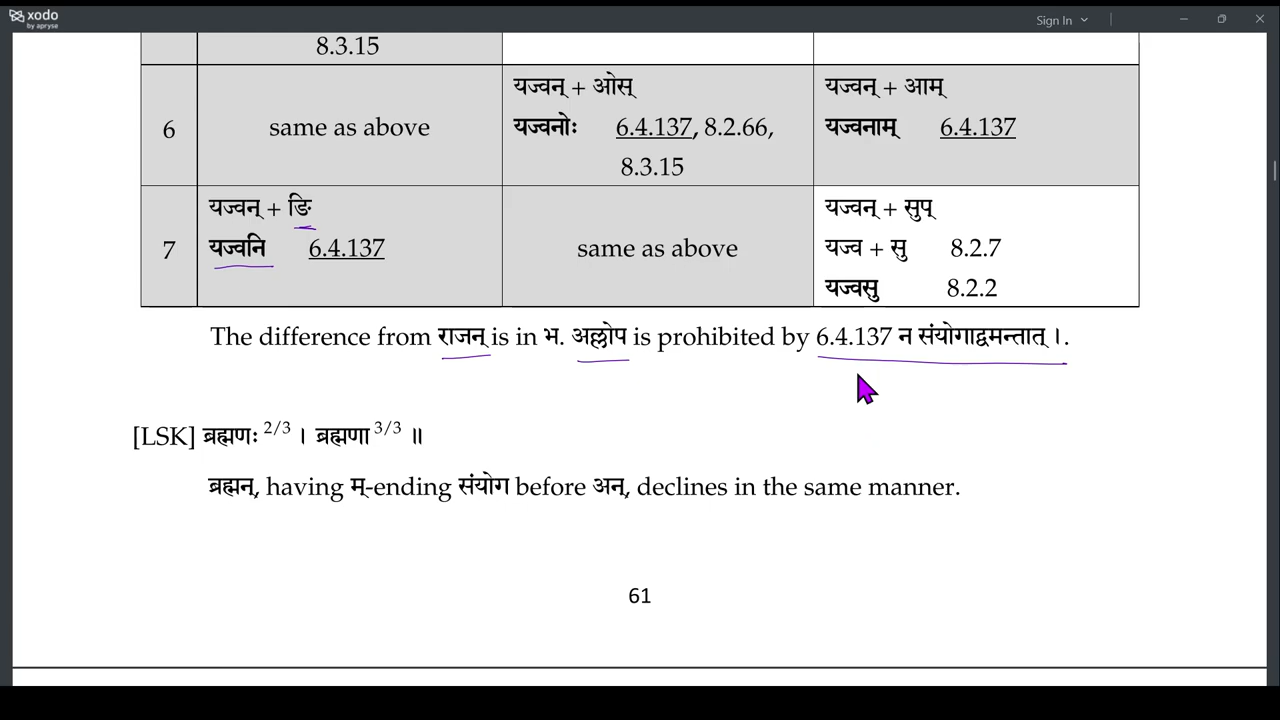 xodo
by apryse
Sign In
8.3.15
6
same as above
यज्वन् + ओस्
यज्वनोः 6.4.137, 8.2.66,
8.3.15
यज्वन् + आम्
यज्वनाम् 6.4.137
7
यज्वन् + ङि
यज्वनि 6.4.137
same as above
यज्वन् + सुप्
यज्व + सु 8.2.7
यज्वसु 8.2.2
The difference from राजन् is in भ. अल्लोप is prohibited by 6.4.137 न संयोगाद्वमन्तात् ।.
[LSK] ब्रह्मणः 2/3 । ब्रह्मणा 3/3 ॥
ब्रह्मन्, having म्-ending संयोग before अन्, declines in the same manner.
61